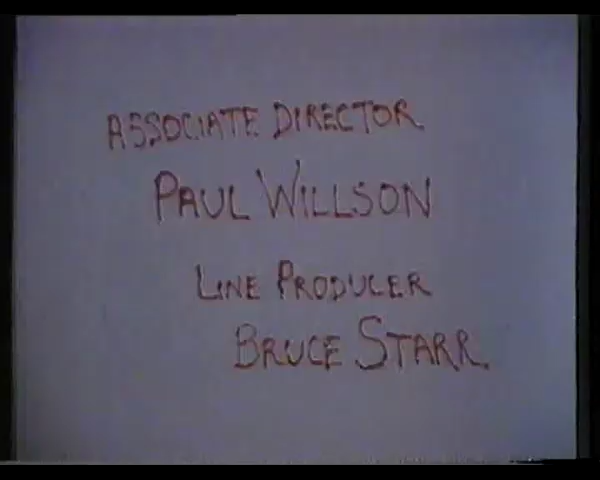 ASSOCIATE DIRECTOR
PAUL WILLSON
LINE PRODUCER
BRUCE STARR